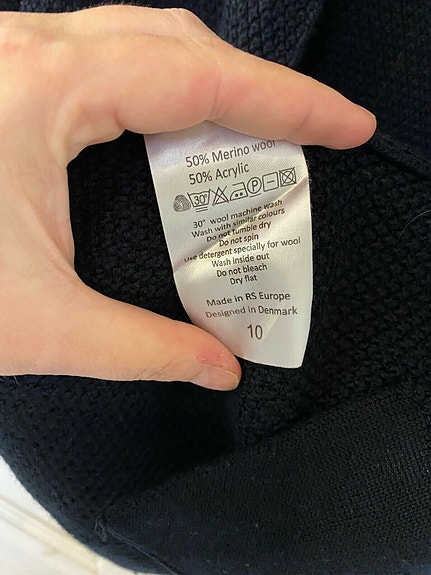 50% Merino wool
50% Acrylic
30°
P
30° wool machine wash
Wash with similar colours
Do not tumble dry
Do not spin
Use detergent specially for wool
Wash inside out
Do not bleach
Dry flat
Made in RS Europe
Designed in Denmark
10